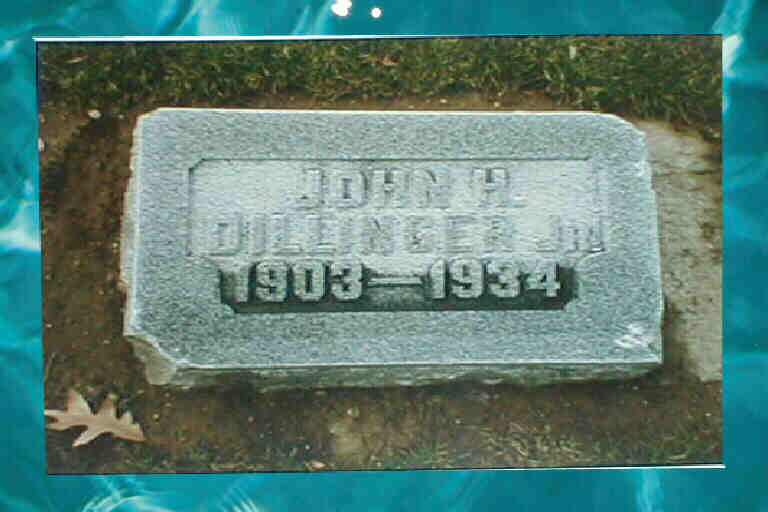 JOHN H.
DILLINGER JR.
1903—1934